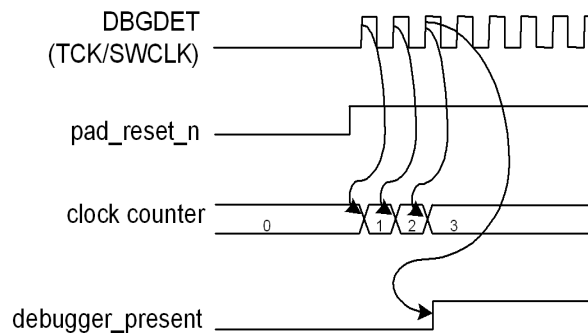 DBGDET
(TCK/SWCLK)
pad_reset_n
clock counter
0 1 2 3
debugger_present